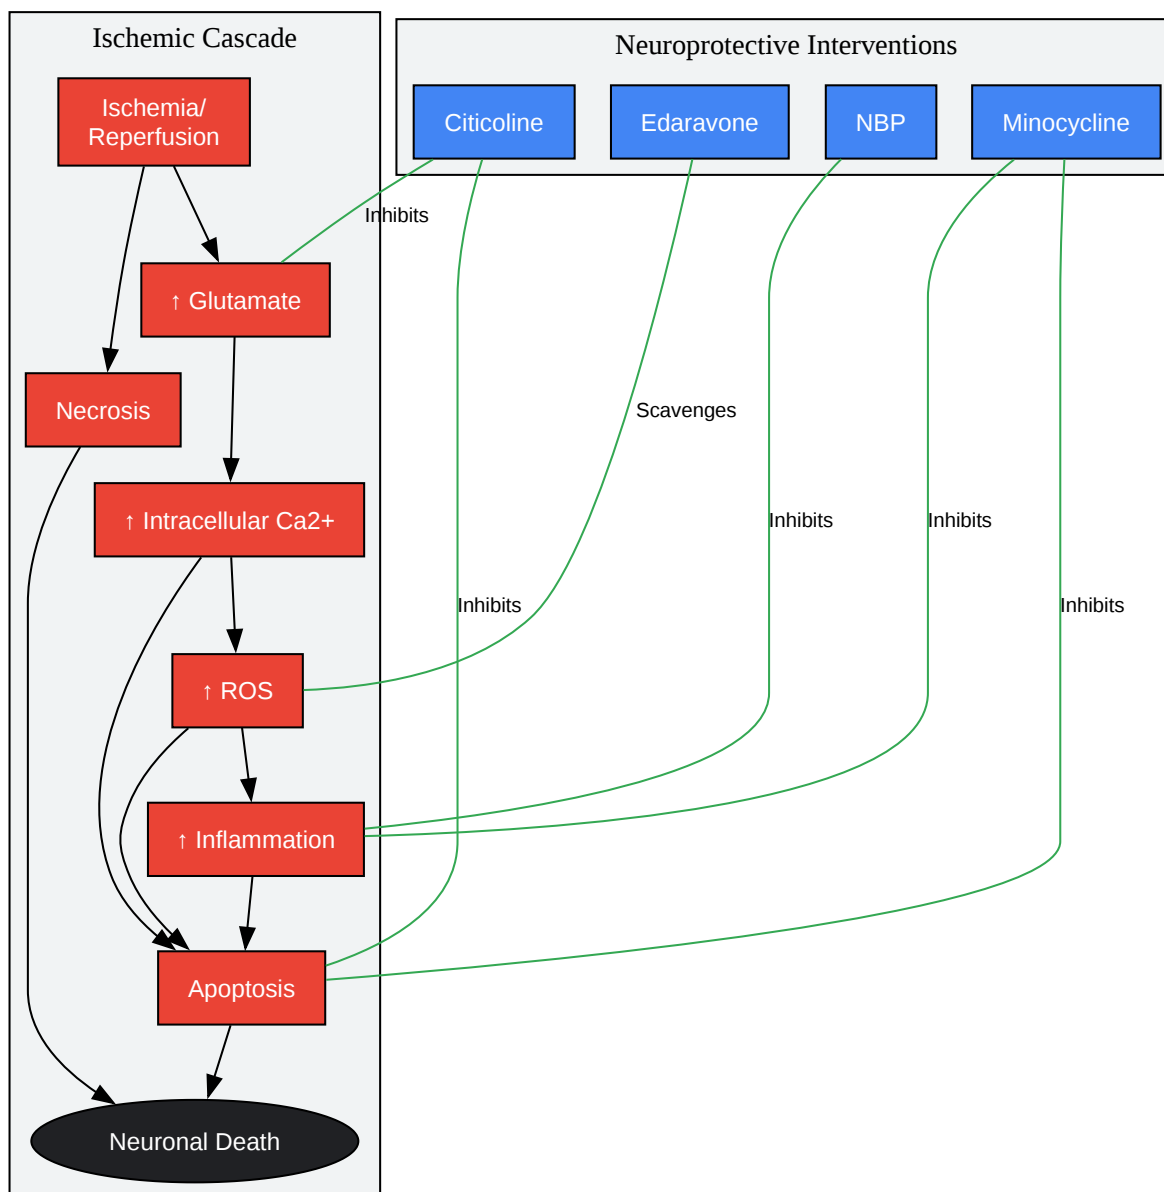 Ischemic Cascade
Neuroprotective Interventions
Ischemia/
Reperfusion
Citicoline
Edaravone
NBP
Minocycline
Inhibits
↑ Glutamate
Necrosis
Scavenges
↑ Intracellular Ca2+
Inhibits
Inhibits
Inhibits
Inhibits
↑ ROS
↑ Inflammation
Apoptosis
Neuronal Death